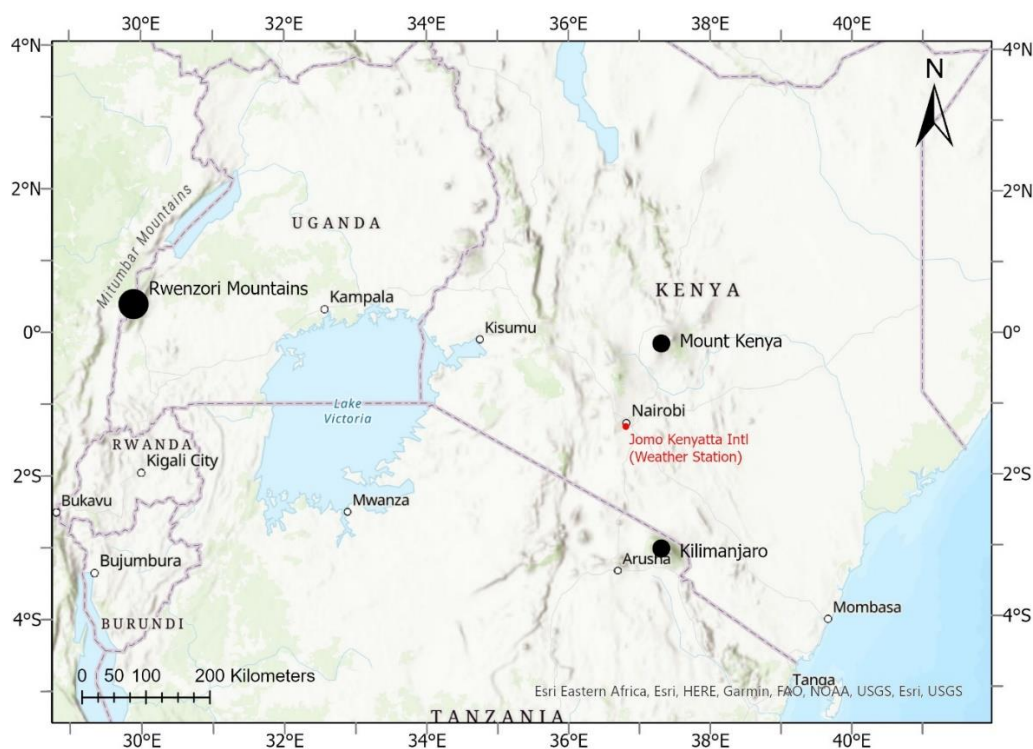 30°E 32°E 34°E 36°E 38°E 40°E
4°N 4°N
N
2°N 2°N
Mitumbar Mountains
UGANDA
Rwenzori Mountains
Kampala
KENYA
0° 0°
Kisumu
Mount Kenya
Lake
Victoria
Nairobi
Jomo Kenyatta Intl
(Weather Station)
RWANDA
Kigali City
2°S 2°S
Bukavu
Mwanza
Bujumbura
Arusha
Kilimanjaro
4°S 4°S
Mombasa
BURUNDI
0 50 100 200 Kilometers
Tanga
Esri Eastern Africa, Esri, HERE, Garmin, FAO, NOAA, USGS, Esri, USGS
TANZANIA
30°E 32°E 34°E 36°E 38°E 40°E